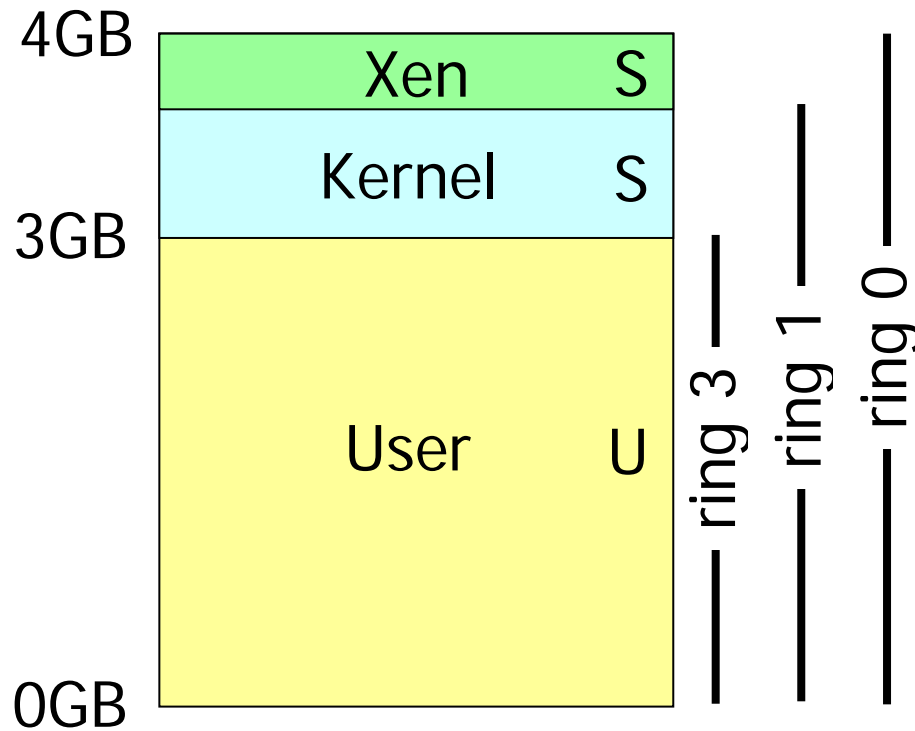 4GB
Xen S
Kernel S
3GB
User U
0GB
ring 3
ring 1
ring 0